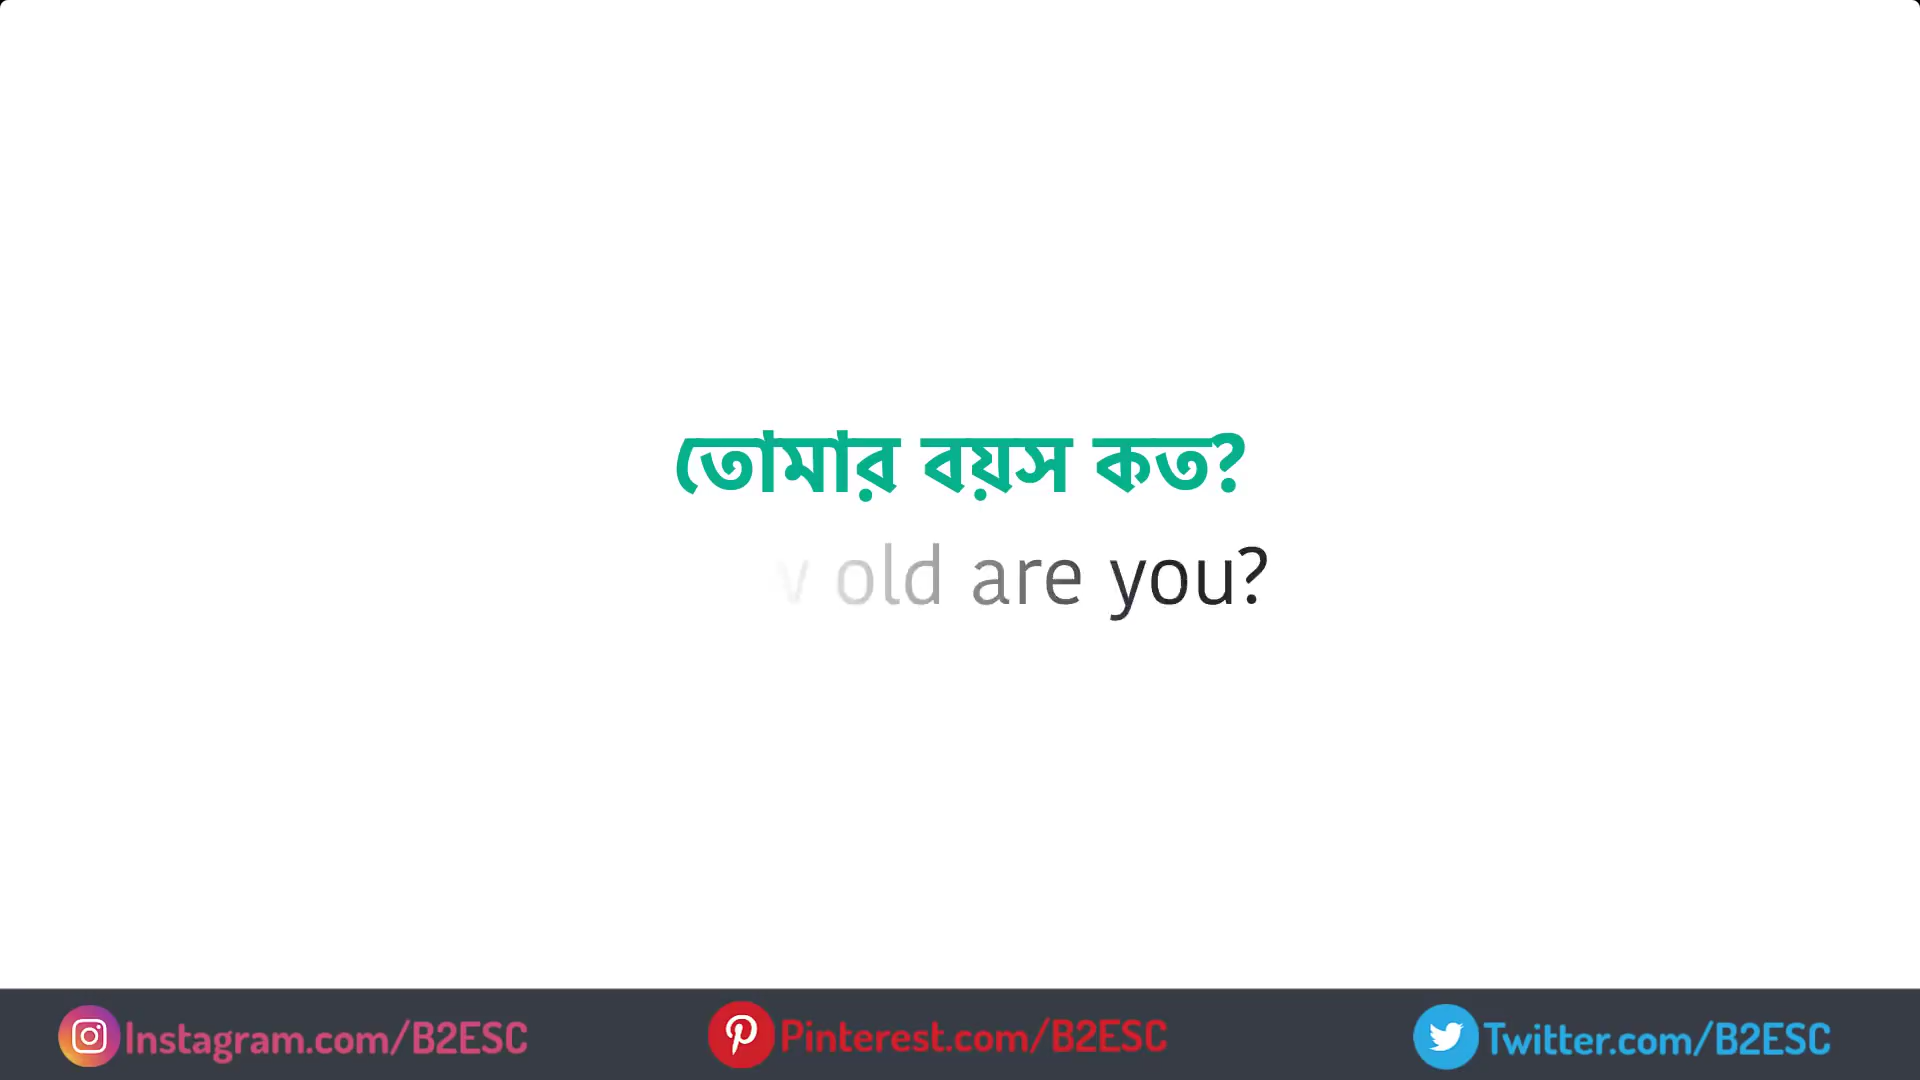 তোমার বয়স কত?
old are you?
Instagram.com/B2ESC
Pinterest.com/B2ESC
Twitter.com/B2ESC